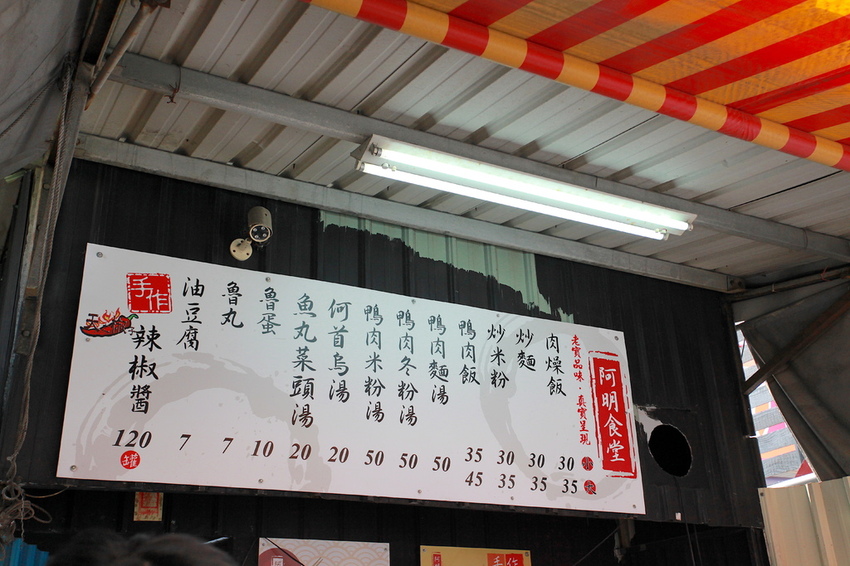 阿明食堂
老實品味·真實呈現
肉燥飯 30 35
炒麵 30 35
炒米粉 30 35
鴨肉飯 35 45
鴨肉麵湯 50
鴨肉冬粉湯 50
鴨肉米粉湯 50
何首烏湯 20
魚丸菜頭湯 20
魯蛋 10
魯丸 7
油豆腐 7
手作
辣椒醬 120
罐
手作